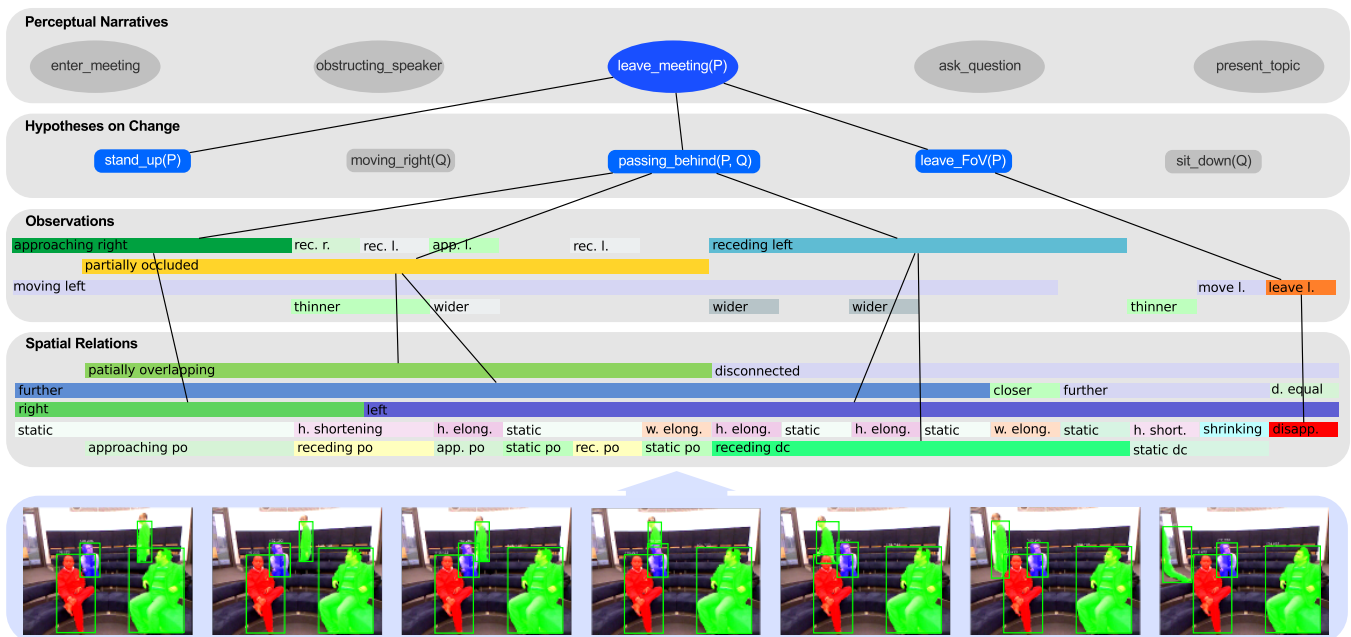 Perceptual Narratives
enter_meeting
obstructing_speaker
leave_meeting(P)
ask_question
present_topic
Hypotheses on Change
stand_up(P)
moving_right(Q)
passing_behind(P, Q)
leave_FoV(P)
sit_down(Q)
Observations
approaching right
rec. r.
rec. l.
app. l.
rec. l.
receding left
partially occluded
moving left
move l.
leave l.
thinner
wider
wider
wider
thinner
Spatial Relations
patially overlapping
disconnected
further
closer
further
d. equal
right
left
static
h. shortening
h. elong.
static
w. elong.
h. elong.
static
h. elong.
static
w. elong.
static
h. short.
shrinking
disapp.
approaching po
receding po
app. po
static po
rec. po
static po
receding dc
static dc